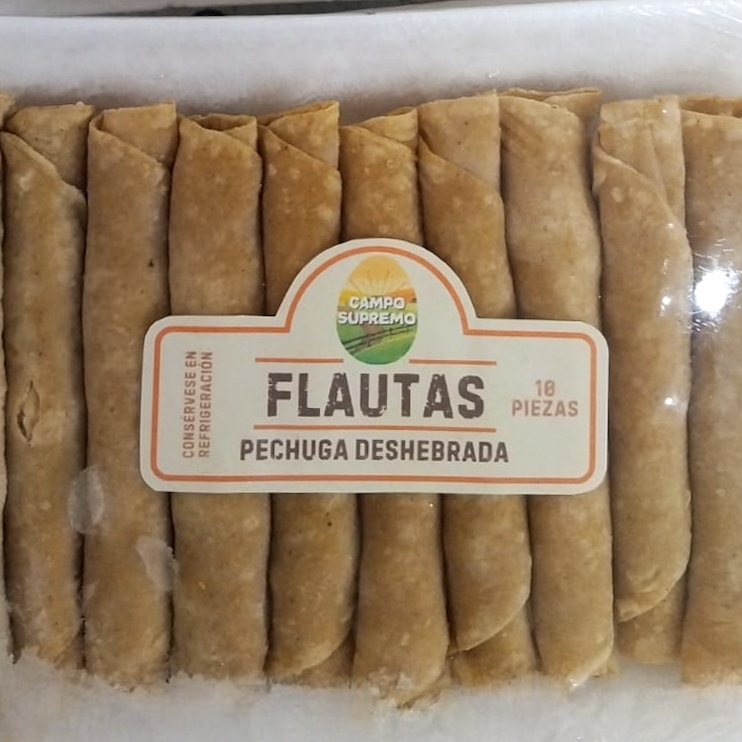 CAMPO
SUPREMO
CONSÉRVESE EN
REFRIGERACIÓN
FLAUTAS
10
PIEZAS
PECHUGA DESHEBRADA